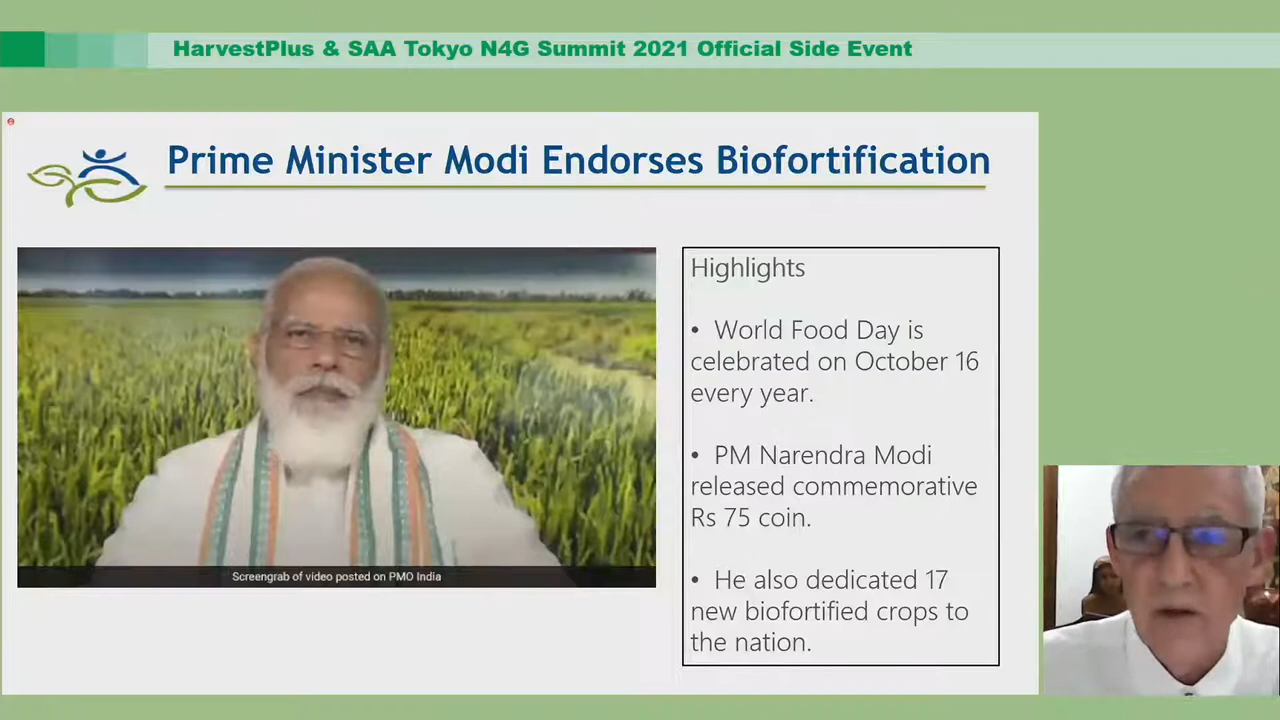 HarvestPlus & SAA Tokyo N4G Summit 2021 Official Side Event
Prime Minister Modi Endorses Biofortification
Screengrab of video posted on PMO India
Highlights
• World Food Day is
celebrated on October 16
every year.
• PM Narendra Modi
released commemorative
Rs 75 coin.
• He also dedicated 17
new biofortified crops to
the nation.